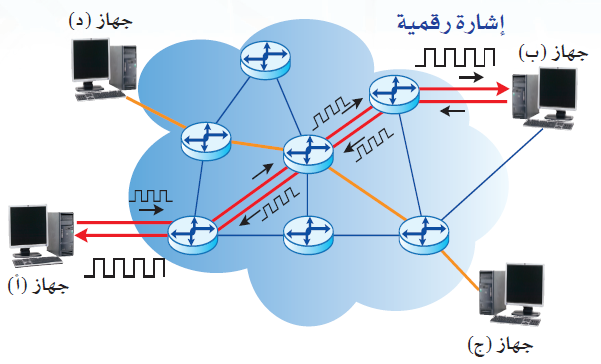 جهاز (د)
إشارة رقمية
جهاز (ب)
جهاز (أ)
جهاز (ج)